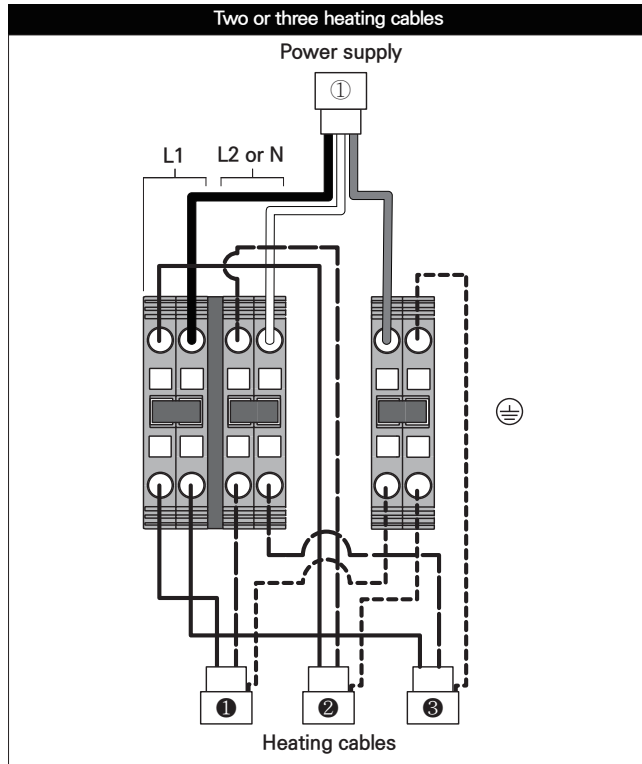 Two or three heating cables
Power supply
①
L1 L2 or N
❶ ❷ ❸
Heating cables